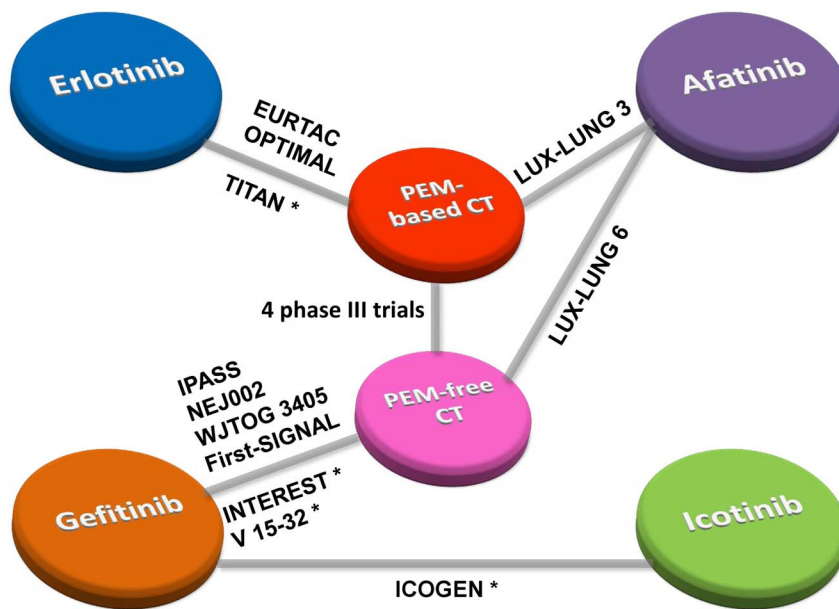 Erlotinib
Afatinib
EURTAC
OPTIMAL
TITAN *
LUX-LUNG 3
PEM-
based CT
LUX-LUNG 6
4 phase III trials
IPASS
NEJ002
WJTOG 3405
First-SIGNAL
PEM-free
CT
INTEREST *
V 15-32 *
Gefitinib
Icotinib
ICOGEN *